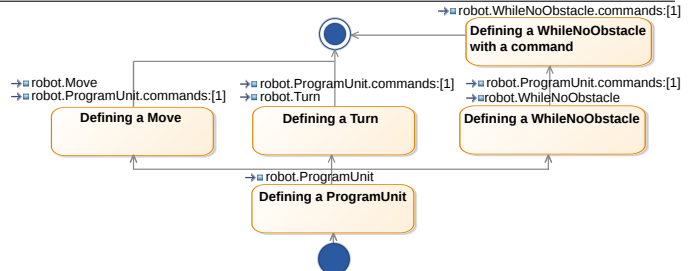 robot.WhileNoObstacle.commands:[1]
Defining a WhileNoObstacle
with a command
robot.Move
robot.ProgramUnit.commands:[1]
Defining a Move
robot.ProgramUnit.commands:[1]
robot.Turn
Defining a Turn
robot.ProgramUnit.commands:[1]
robot.WhileNoObstacle
Defining a WhileNoObstacle
robot.ProgramUnit
Defining a ProgramUnit